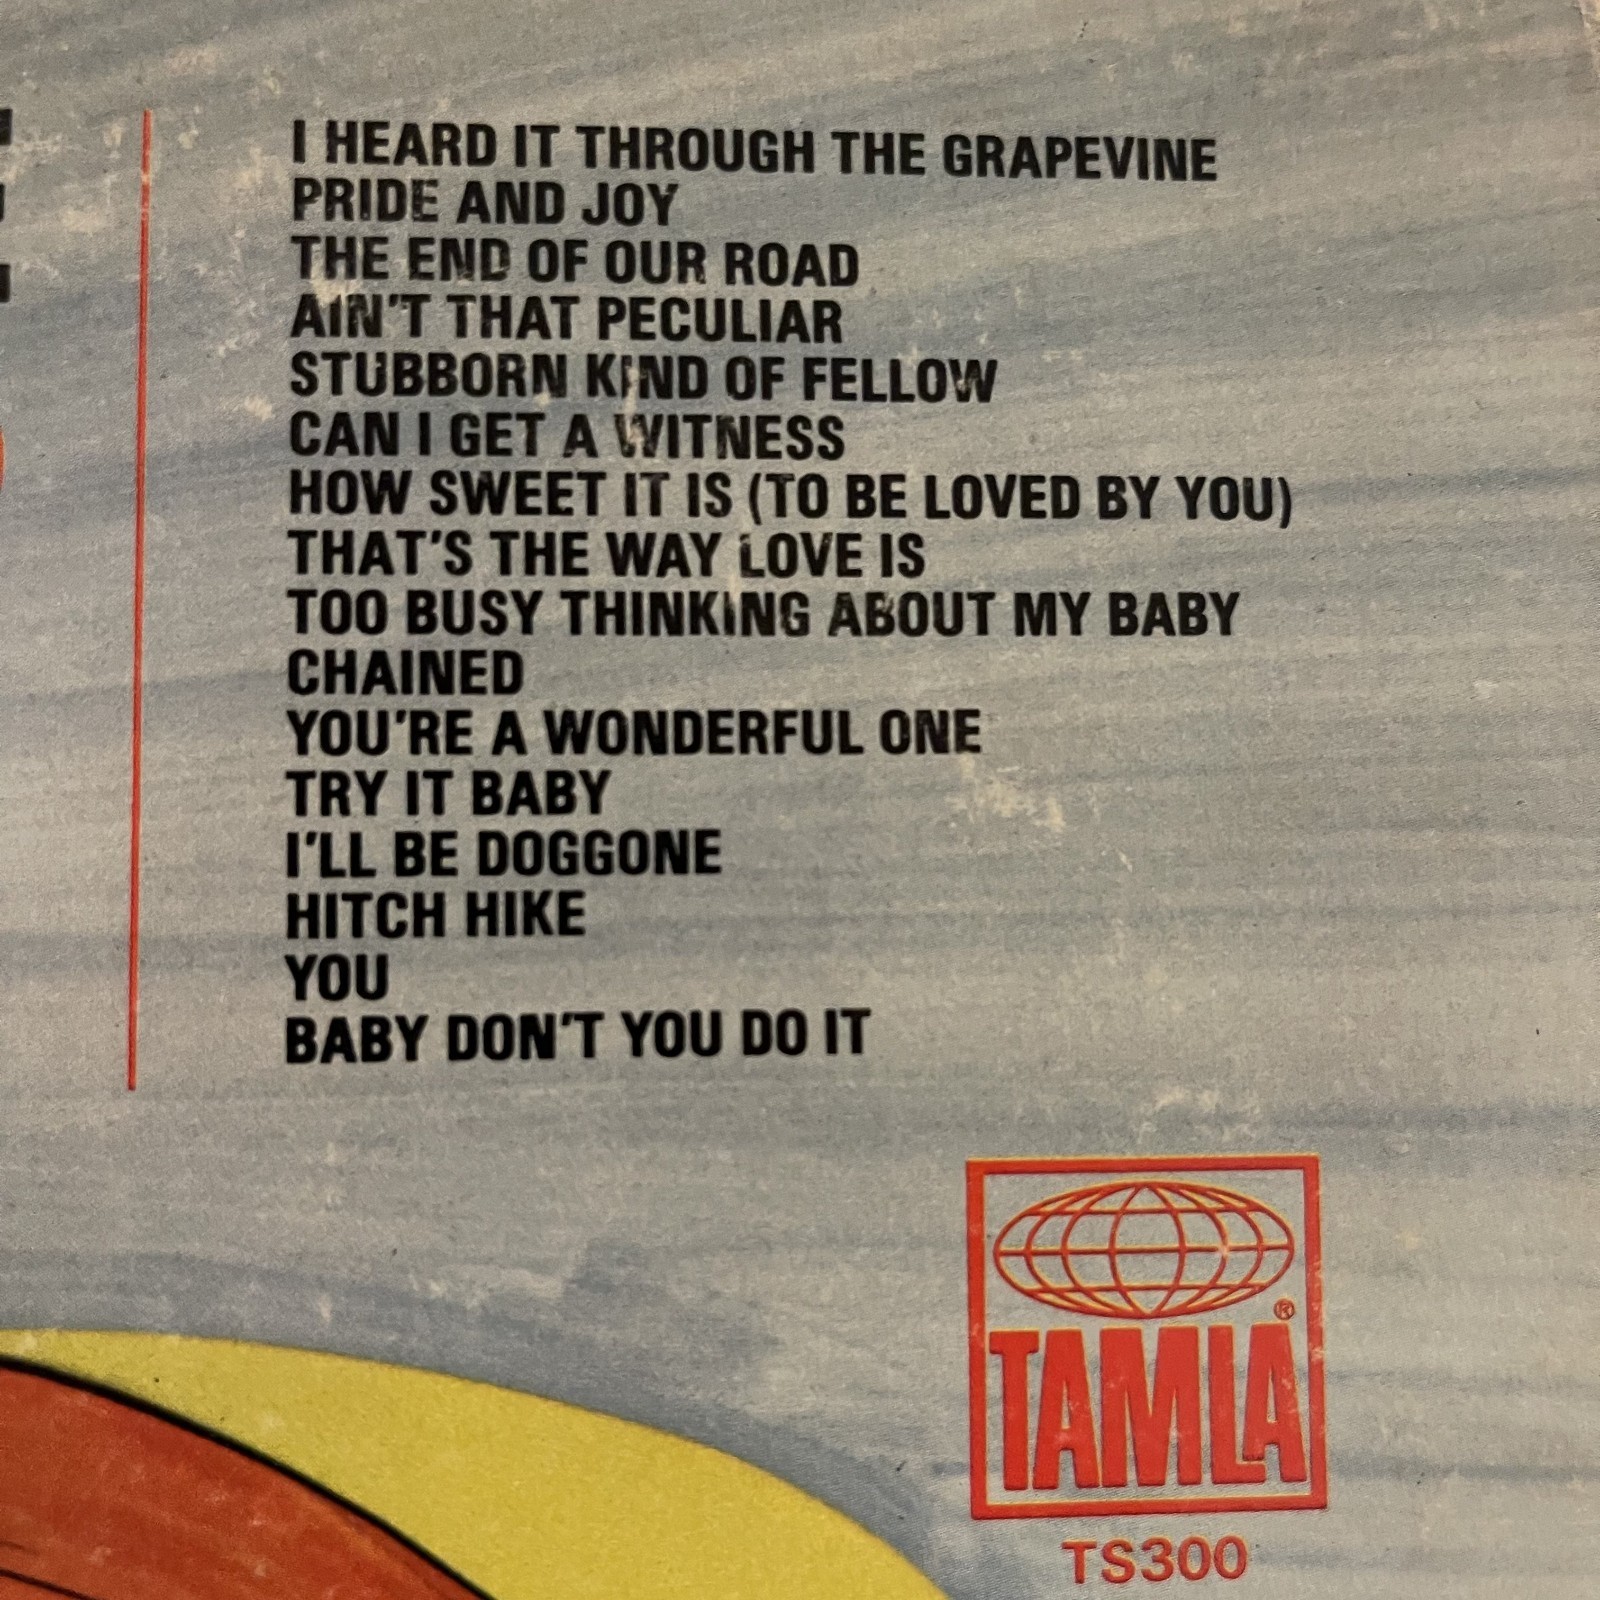 I HEARD IT THROUGH THE GRAPEVINE
PRIDE AND JOY
THE END OF OUR ROAD
AIN'T THAT PECULIAR
STUBBORN KIND OF FELLOW
CAN I GET A WITNESS
HOW SWEET IT IS (TO BE LOVED BY YOU)
THAT'S THE WAY LOVE IS
TOO BUSY THINKING ABOUT MY BABY
CHAINED
YOU'RE A WONDERFUL ONE
TRY IT BABY
I'LL BE DOGGONE
HITCH HIKE
YOU
BABY DON'T YOU DO IT
®
TAMLA
TS300